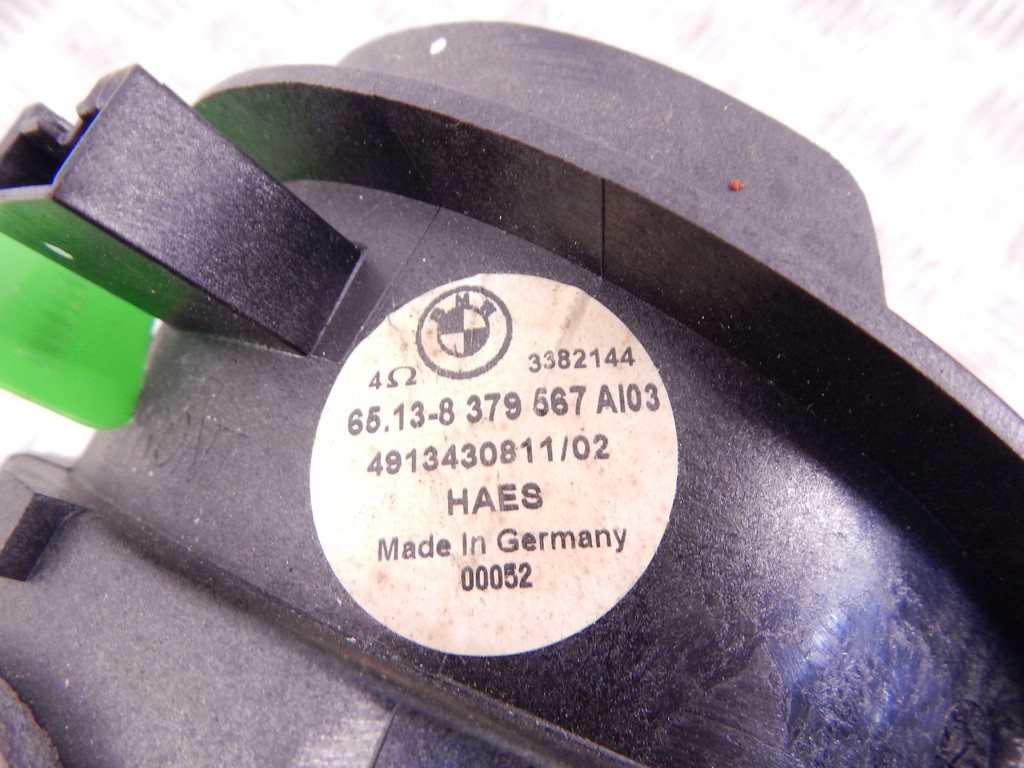 BMW
4Ω 3382144
65.13-8 379 567 AI03
4913430811/02
HAES
Made In Germany
00052